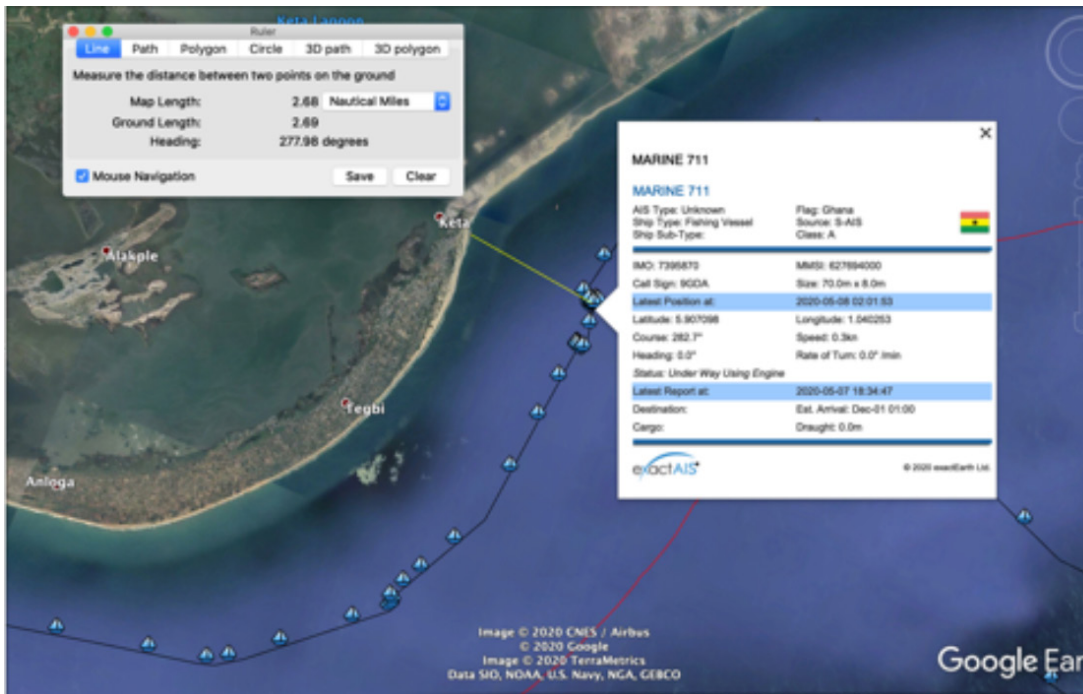 Keta Lagoon
Ruler
Line Path Polygon Circle 3D path 3D polygon
Measure the distance between two points on the ground
Map Length: 2.68 Nautical Miles
Ground Length: 2.69
Heading: 277.98 degrees
Mouse Navigation Save Clear
Keta
Alakple
Tegbi
Anloga
MARINE 711
MARINE 711
AIS Type: Unknown Flag: Ghana
Ship Type: Fishing Vessel Source: S-AIS
Ship Sub-Type: Class: A
IMO: 7395870 MMSI: 627694000
Call Sign: 9GDA Size: 70.0m x 8.0m
Latest Position at: 2020-05-08 02:01:53
Latitude: 5.907098 Longitude: 1.040253
Course: 282.7° Speed: 0.3kn
Heading: 0.0° Rate of Turn: 0.0° /min
Status: Under Way Using Engine
Latest Report at: 2020-05-07 18:34:47
Destination: Est. Arrival: Dec-01 01:00
Cargo: Draught: 0.0m
exactAIS
© 2020 exactEarth Ltd.
Image © 2020 CNES / Airbus
© 2020 Google
Image © 2020 TerraMetrics
Data SIO, NOAA, U.S. Navy, NGA, GEBCO
Google Ear